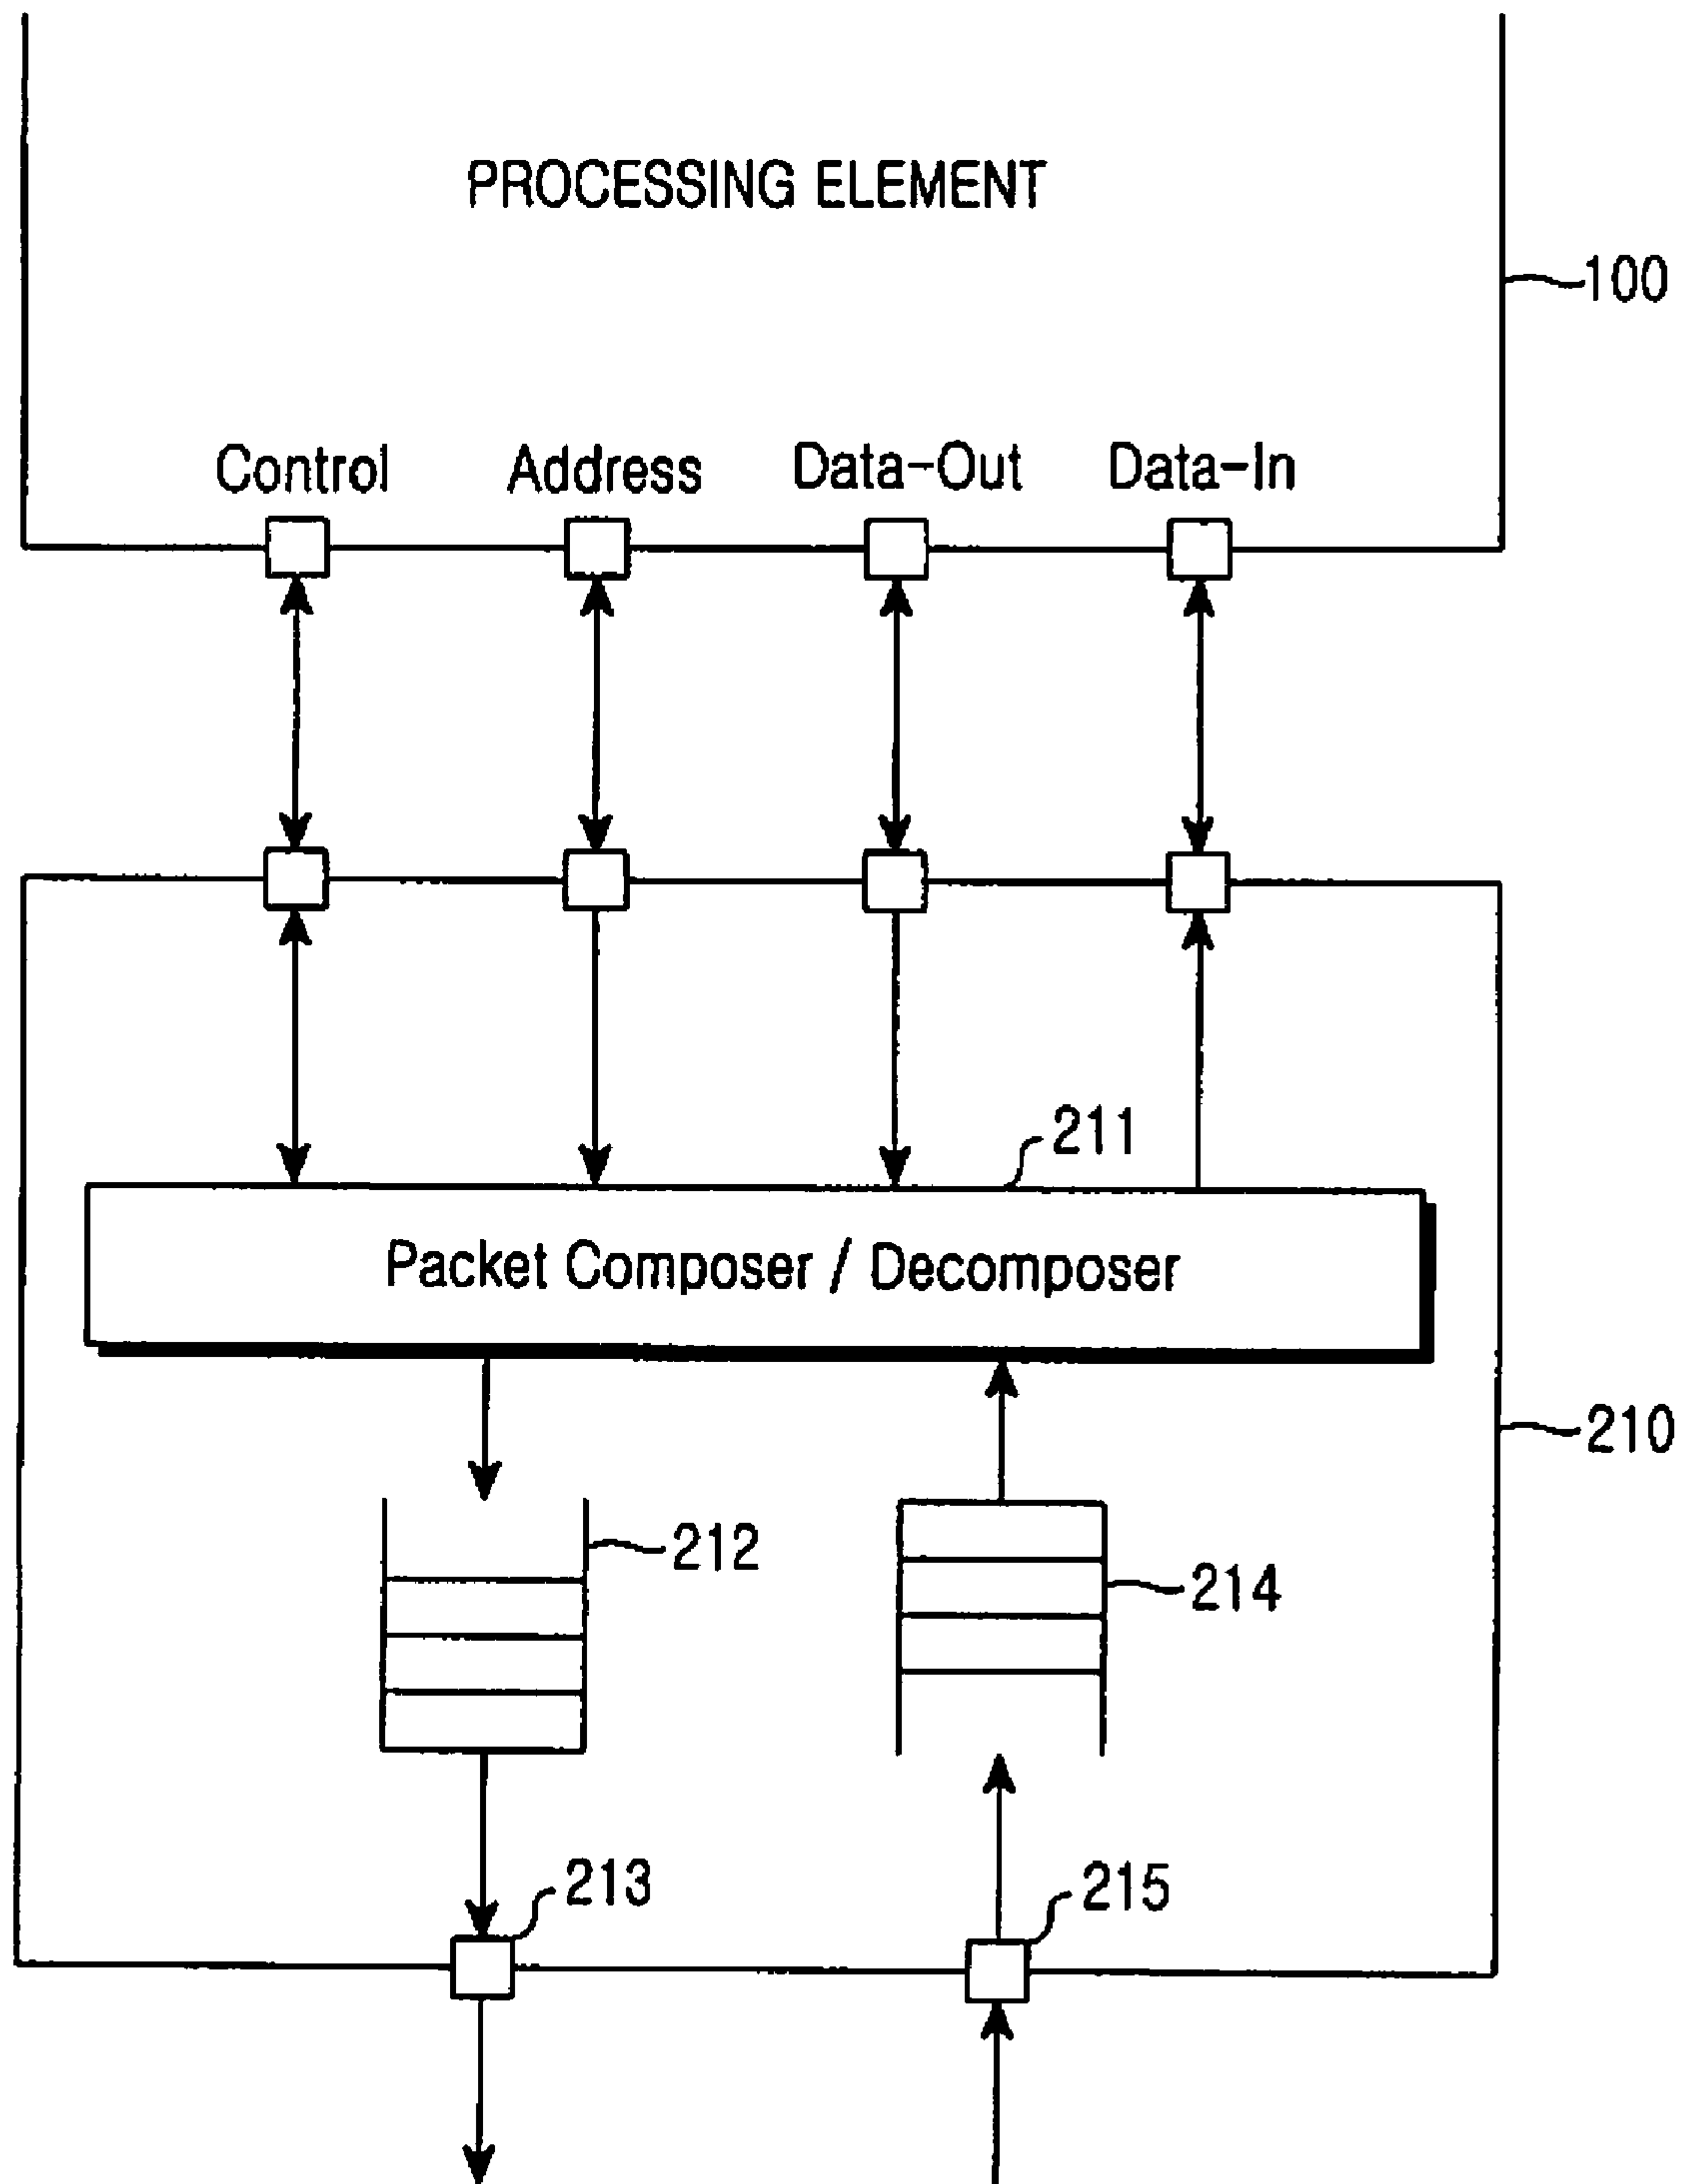 PROCESSING ELEMENT
100
Control Address Data-Out Data-In
211
Packet Composer / Decomposer
210
212
214
213
215